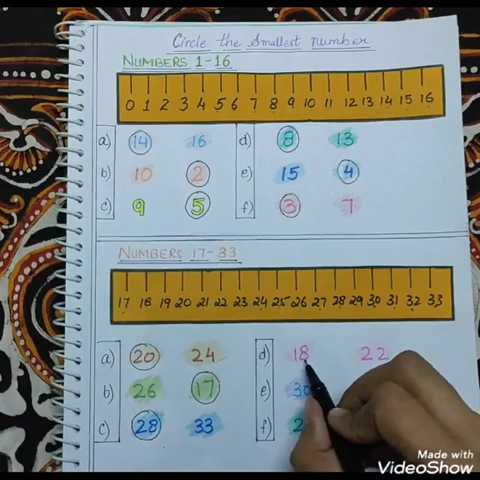 Circle the smallest number
NUMBERS 1-16
0 1 2 3 4 5 6 7 8 9 10 11 12 13 14 15 16
a) 14 16 d) 8 13
b) 10 2 e) 15 4
c) 9 5 f) 3 7
NUMBERS 17-33
17 18 19 20 21 22 23 24 25 26 27 28 29 30 31 32 33
a) 20 24 d) 18 22
b) 26 17 e) 30
c) 28 33 f)
Made with
VideoShow